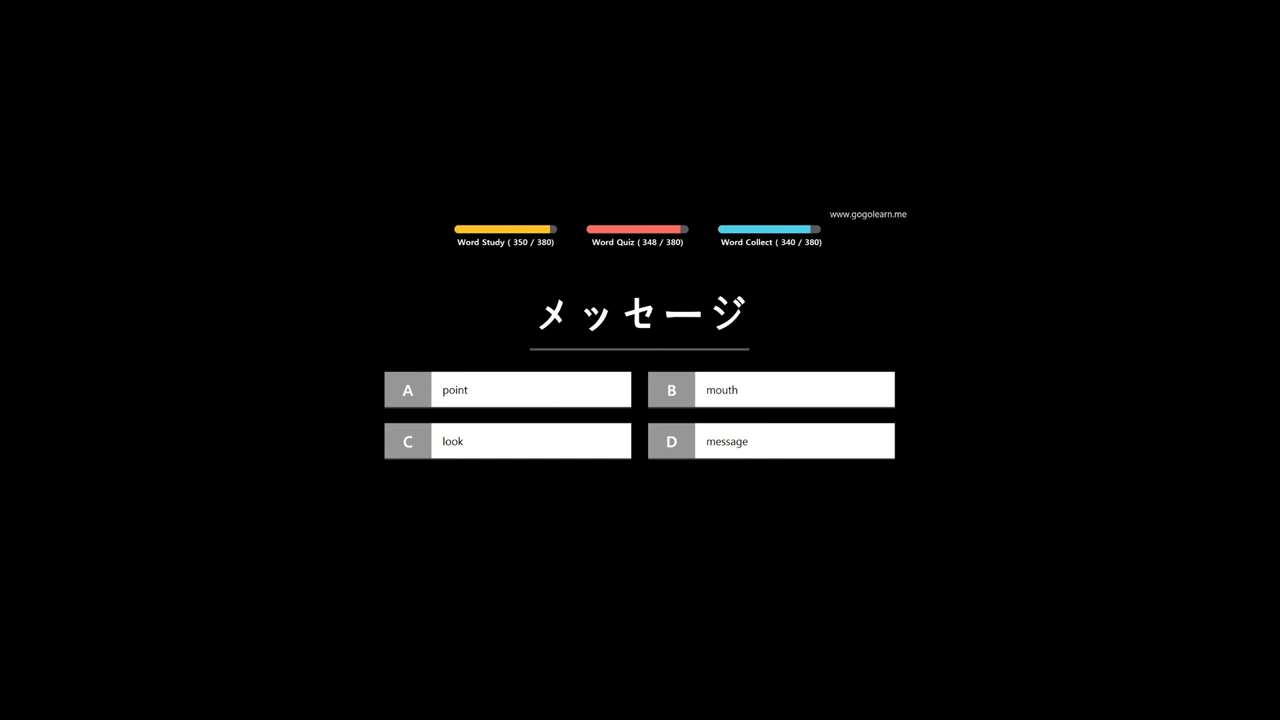 www.gogolearn.me
Word Study ( 350 / 380)
Word Quiz ( 348 / 380)
Word Collect ( 340 / 380)
メッセージ
A point
B mouth
C look
D message